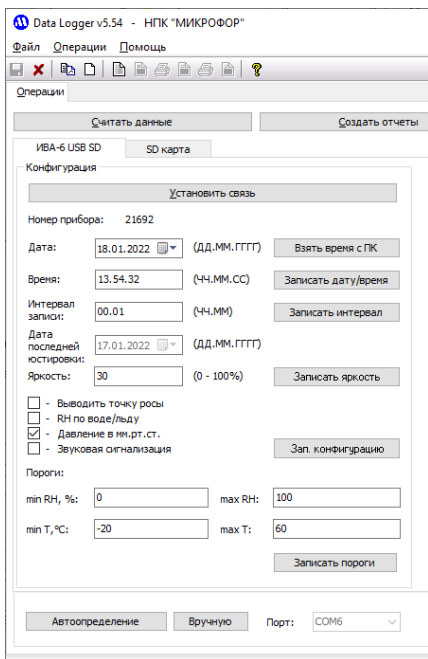 Data Logger v5.54 - НПК "МИКРОФОР"
Файл Операции Помощь
Операции
Считать данные Создать отчеты
ИВА-6 USB SD SD карта
Конфигурация
Установить связь
Номер прибора: 21692
Дата: 18.01.2022 (ДД.ММ.ГГГГ) Взять время с ПК
Время: 13.54.32 (ЧЧ.ММ.СС) Записать дату/время
Интервал
записи: 00.01 (ЧЧ.ММ) Записать интервал
Дата
последней 17.01.2022 (ДД.ММ.ГГГГ)
юстировки:
Яркость: 30 (0 - 100%) Записать яркость
- Выводить точку росы
- RH по воде/льду
- Давление в мм.рт.ст.
- Звуковая сигнализация Зап. конфигурацию
Пороги:
min RH, %: 0 max RH: 100
min T,°C: -20 max T: 60
Записать пороги
Автоопределение Вручную Порт: COM6